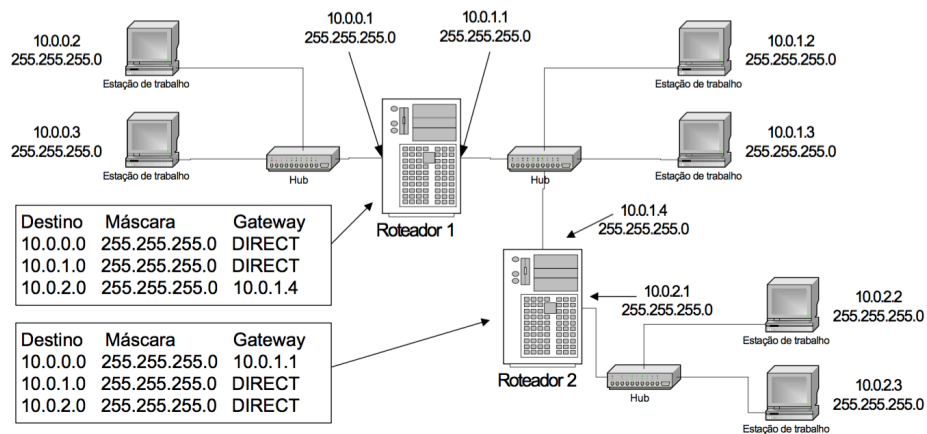 10.0.0.2
255.255.255.0
Estação de trabalho
10.0.0.1
255.255.255.0
10.0.1.1
255.255.255.0
10.0.1.2
255.255.255.0
Estação de trabalho
10.0.0.3
255.255.255.0
Estação de trabalho
Hub
Hub
10.0.1.3
255.255.255.0
Estação de trabalho
Roteador 1
Destino Máscara Gateway
10.0.0.0 255.255.255.0 DIRECT
10.0.1.0 255.255.255.0 DIRECT
10.0.2.0 255.255.255.0 10.0.1.4
10.0.1.4
255.255.255.0
10.0.2.1
255.255.255.0
10.0.2.2
255.255.255.0
Estação de trabalho
Destino Máscara Gateway
10.0.0.0 255.255.255.0 10.0.1.1
10.0.1.0 255.255.255.0 DIRECT
10.0.2.0 255.255.255.0 DIRECT
Roteador 2
Hub
10.0.2.3
255.255.255.0
Estação de trabalho